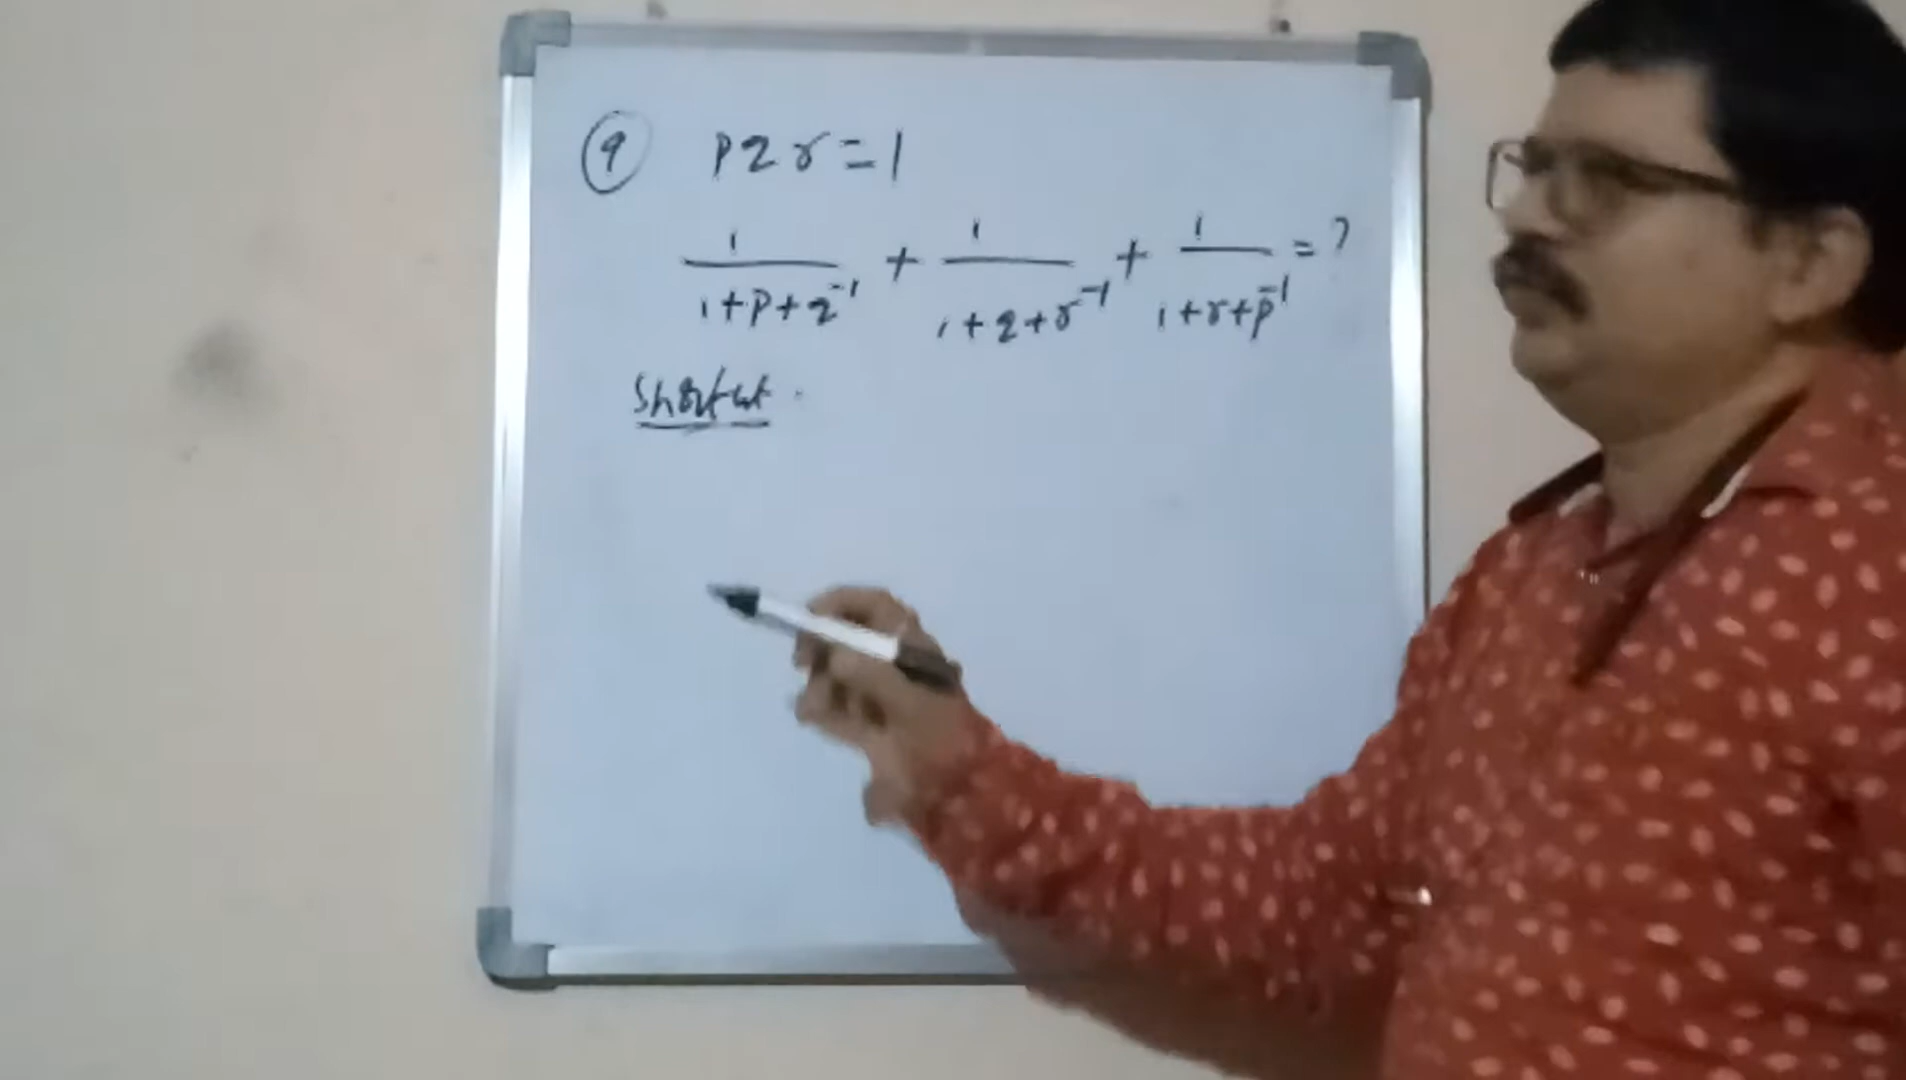 9 pqr = 1
1/(1+p+q⁻¹) + 1/(1+q+r⁻¹) + 1/(1+r+p⁻¹) = ?
Shortcut.